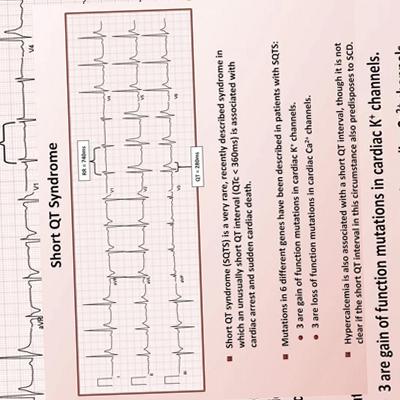 V4
V1
aVR
Short QT Syndrome
RR = 740ms
QT = 280ms
Short QT syndrome (SQTS) is a very rare, recently described syndrome in
which an unusually short QT interval (QTc < 360ms) is associated with
cardiac arrest and sudden cardiac death.
Mutations in 6 different genes have been described in patients with SQTS:
3 are gain of function mutations in cardiac K⁺ channels.
3 are loss of function mutations in cardiac Ca²⁺ channels.
Hypercalcemia is also associated with a short QT interval, though it is not
clear if the short QT interval in this circumstance also predisposes to SCD.
3 are gain of function mutations in cardiac K⁺ channels.